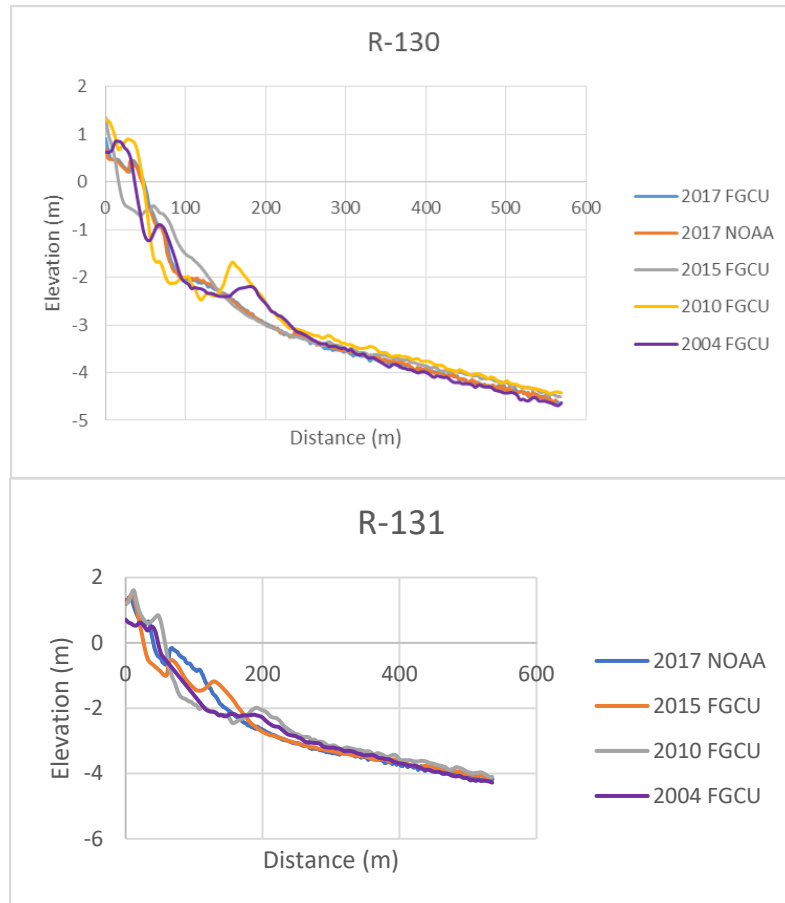 R-130
2
1
0
-1
-2
-3
-4
-5
0 100 200 300 400 500 600
Elevation (m)
Distance (m)
2017 FGCU
2017 NOAA
2015 FGCU
2010 FGCU
2004 FGCU
R-131
2
0
-2
-4
-6
0 200 400 600
Elevation (m)
Distance (m)
2017 NOAA
2015 FGCU
2010 FGCU
2004 FGCU